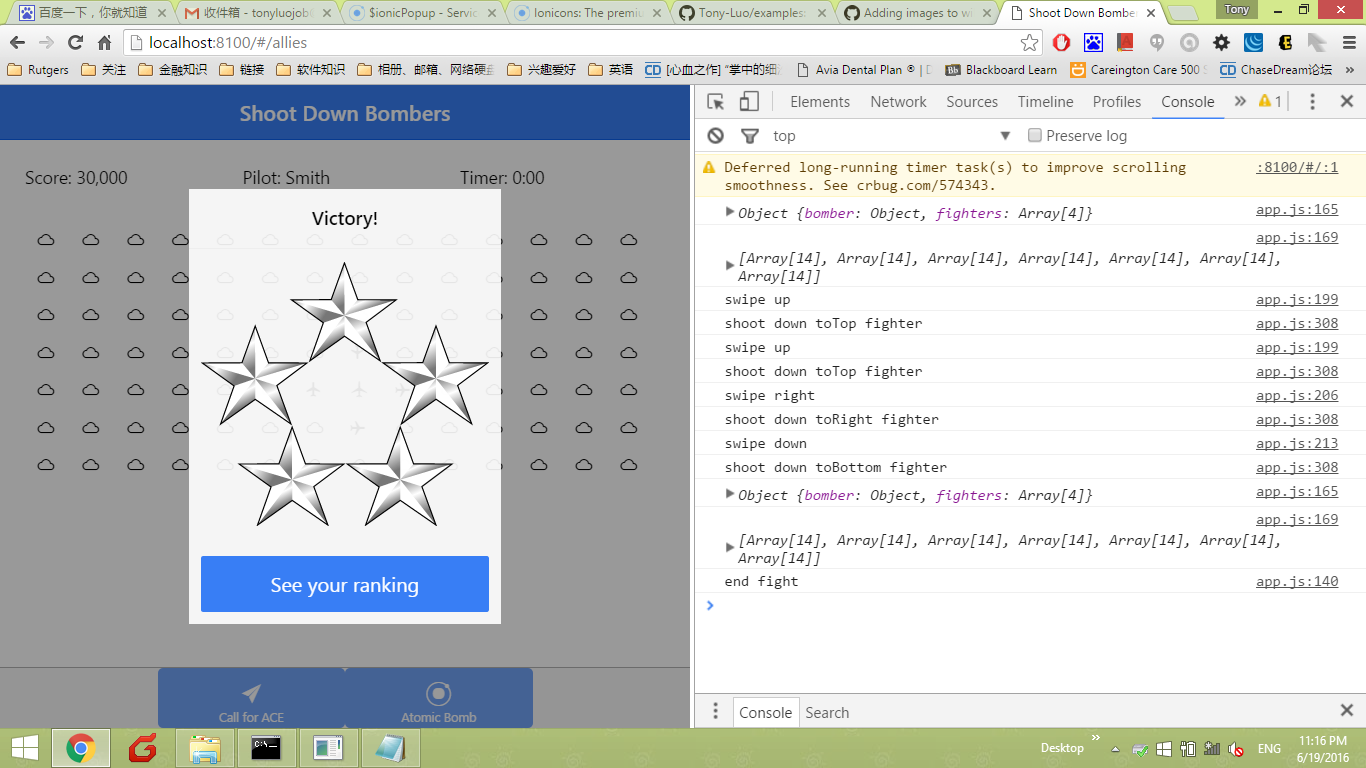 百度一下，你就知道
收件箱 - tonyluojob@
$ionicPopup - Servic
Ionicons: The premiu
Tony-Luo/examples:
Adding images to wi
Shoot Down Bombe
Tony
localhost:8100/#/allies
Rutgers
关注
金融知识
链接
软件知识
相册、邮箱、网络硬盘
兴趣爱好
英语
CD [心血之作] "掌中的细
Avia Dental Plan ® | D
Bb Blackboard Learn
Careington Care 500 S
CD ChaseDream论坛
»
Shoot Down Bombers
Score: 30,000
Pilot: Smith
Timer: 0:00
Victory!
See your ranking
Call for ACE
Atomic Bomb
Elements Network Sources Timeline Profiles Console » 1
top
Preserve log
Deferred long-running timer task(s) to improve scrolling :8100/#/:1
smoothness. See crbug.com/574343.
Object {bomber: Object, fighters: Array[4]} app.js:165
app.js:169
[Array[14], Array[14], Array[14], Array[14], Array[14], Array[14],
Array[14]]
swipe up app.js:199
shoot down toTop fighter app.js:308
swipe up app.js:199
shoot down toTop fighter app.js:308
swipe right app.js:206
shoot down toRight fighter app.js:308
swipe down app.js:213
shoot down toBottom fighter app.js:308
Object {bomber: Object, fighters: Array[4]} app.js:165
app.js:169
[Array[14], Array[14], Array[14], Array[14], Array[14], Array[14],
Array[14]]
end fight app.js:140
Console Search
Desktop »
ENG
11:16 PM
6/19/2016